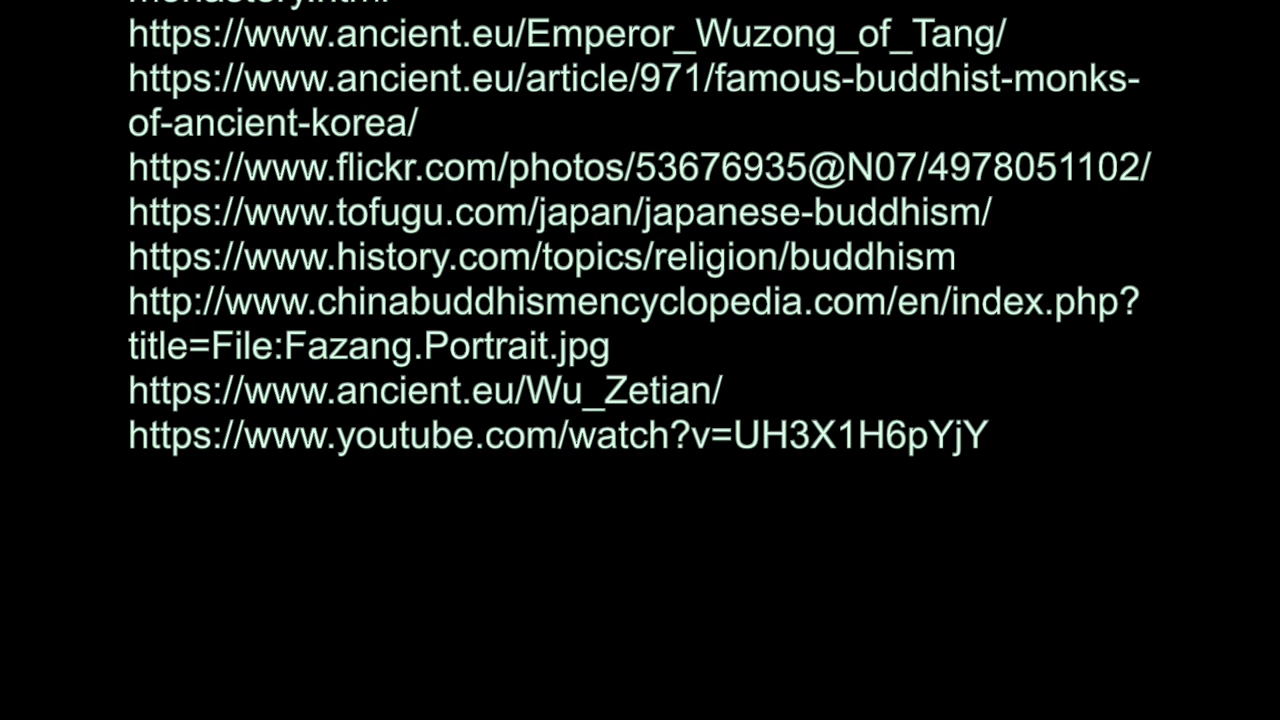 monastery.html
https://www.ancient.eu/Emperor_Wuzong_of_Tang/
https://www.ancient.eu/article/971/famous-buddhist-monks-
of-ancient-korea/
https://www.flickr.com/photos/53676935@N07/4978051102/
https://www.tofugu.com/japan/japanese-buddhism/
https://www.history.com/topics/religion/buddhism
http://www.chinabuddhismencyclopedia.com/en/index.php?
title=File:Fazang.Portrait.jpg
https://www.ancient.eu/Wu_Zetian/
https://www.youtube.com/watch?v=UH3X1H6pYjY